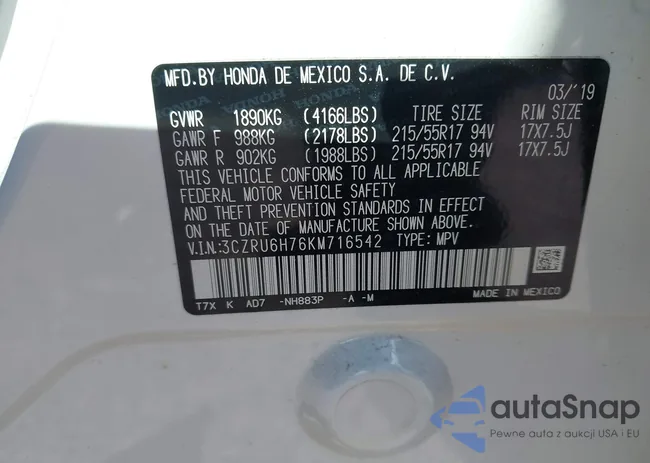 MFD.BY HONDA DE MEXICO S.A. DE C.V.
03/'19
GVWR 1890KG (4166LBS) TIRE SIZE RIM SIZE
GAWR F 988KG (2178LBS) 215/55R17 94V 17X7.5J
GAWR R 902KG (1988LBS) 215/55R17 94V 17X7.5J
THIS VEHICLE CONFORMS TO ALL APPLICABLE
FEDERAL MOTOR VEHICLE SAFETY
AND THEFT PREVENTION STANDARDS IN
EFFECT ON THE DATE OF MANUFACTURE SHOWN ABOVE.
V.I.N.:3CZRU6H76KM716542 TYPE: MPV
T7X K AD7 -NH883P -A -M MADE IN MEXICO
autoSnap
Pewne auta z aukcji USA i EU